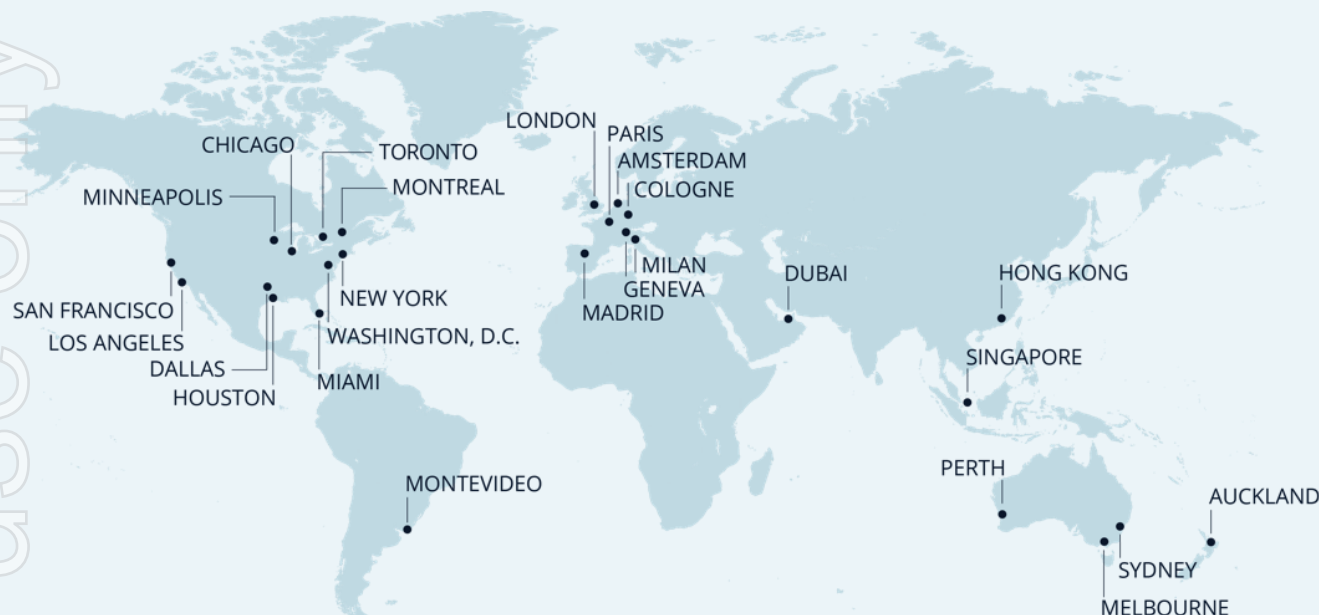 LONDON
PARIS
CHICAGO
TORONTO
AMSTERDAM
MONTREAL
COLOGNE
MINNEAPOLIS
MILAN
DUBAI
HONG KONG
GENEVA
NEW YORK
SAN FRANCISCO
MADRID
WASHINGTON, D.C.
LOS ANGELES
SINGAPORE
DALLAS
MIAMI
HOUSTON
PERTH
MONTEVIDEO
AUCKLAND
SYDNEY
MELBOURNE